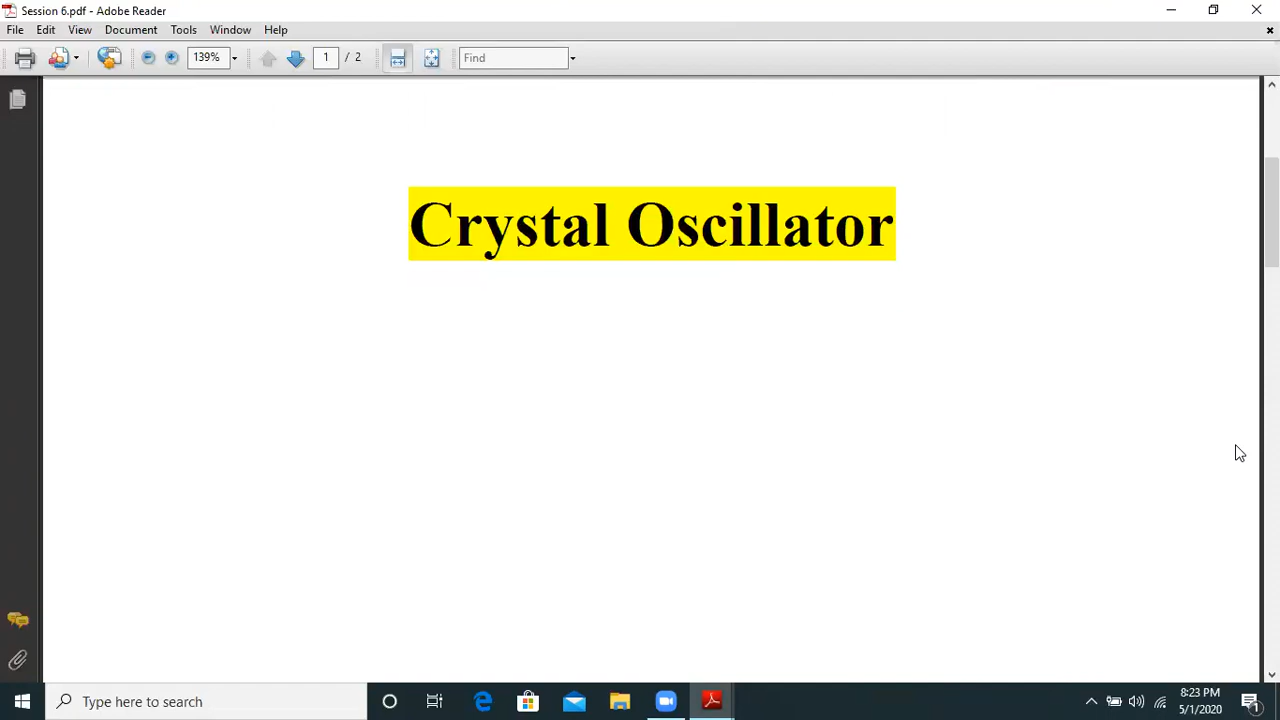 Session 6.pdf - Adobe Reader
File Edit View Document Tools Window Help
139% 1 / 2 Find
Crystal Oscillator
Type here to search
8:23 PM
5/1/2020
1